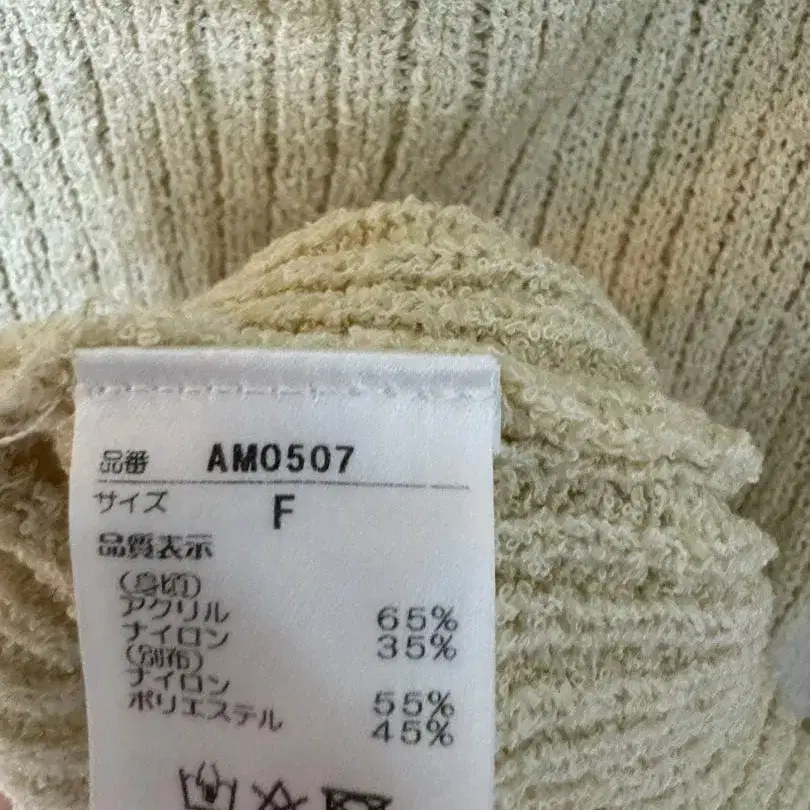 品番 AM0507
サイズ F
品質表示
(身頃)
アクリル 65%
ナイロン 35%
(別布)
ナイロン 55%
ポリエステル 45%